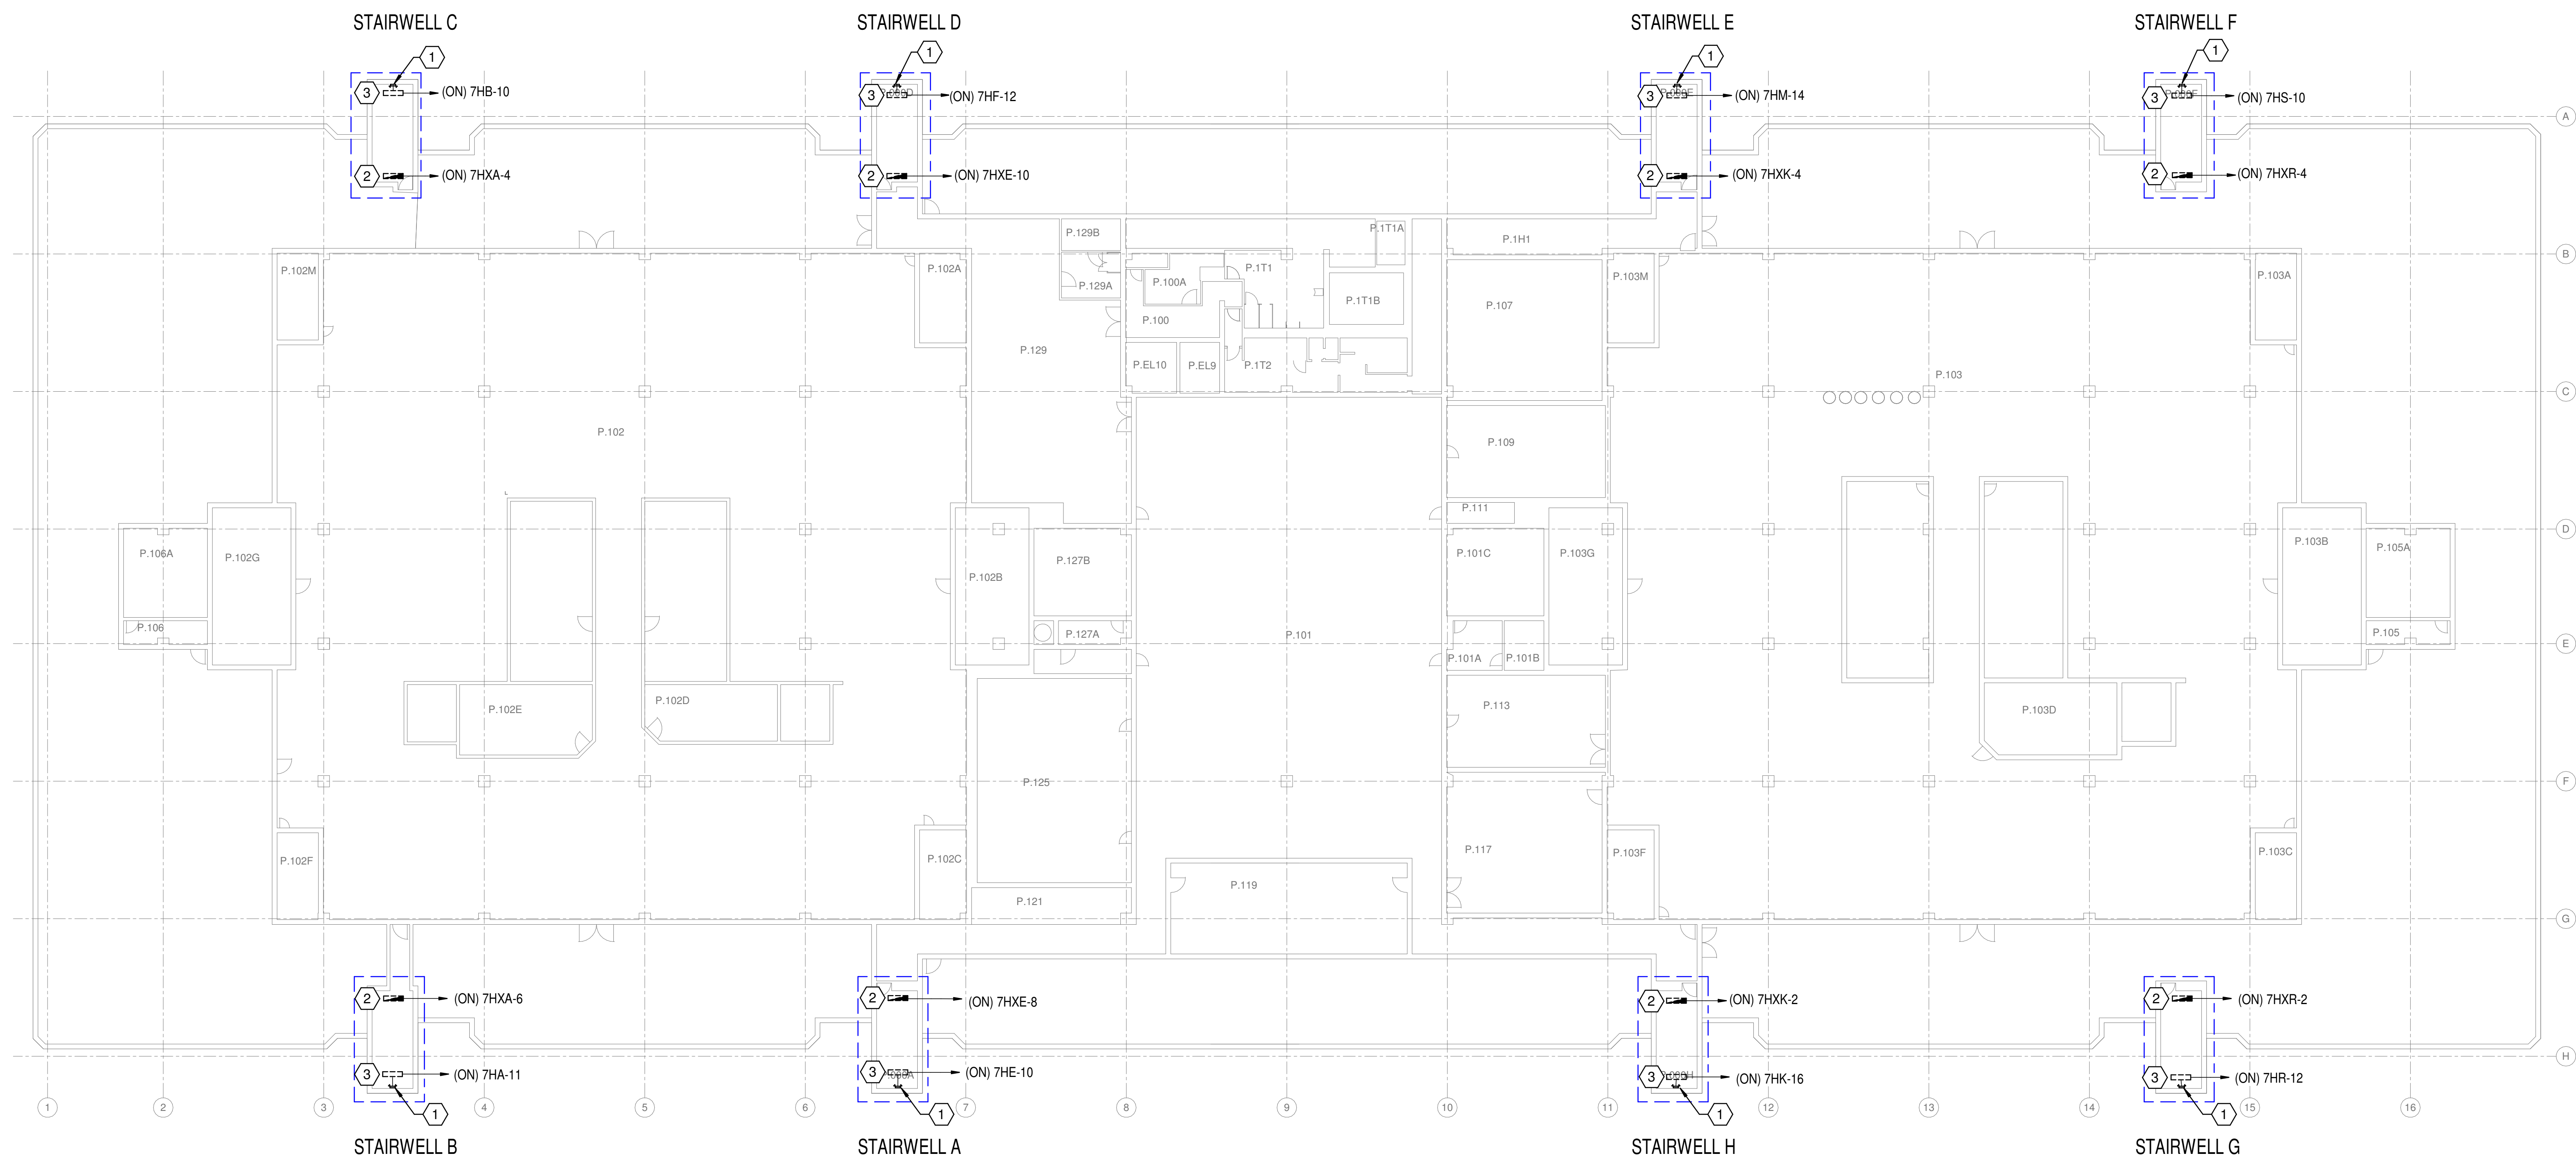 STAIRWELL C
STAIRWELL D
STAIRWELL E
STAIRWELL F
1
1
1
1
3
(ON) 7HB-10
3
(ON) 7HF-12
3
(ON) 7HM-14
3
(ON) 7HS-10
A
2
(ON) 7HXA-4
2
(ON) 7HXE-10
2
(ON) 7HXK-4
2
(ON) 7HXR-4
P.129B
P.1T1A
P.1H1
B
P.102M
P.102A
P.129A
P.100A
P.1T1
P.103M
P.103A
P.1T1B
P.107
P.100
P.129
P.EL10
P.EL9
P.1T2
P.103
C
P.102
P.109
P.111
D
P.106A
P.102G
P.102B
P.127B
P.101C
P.103G
P.103B
P.105A
P.106
P.127A
P.101
P.105
E
P.101A
P.101B
P.102E
P.102D
P.113
P.103D
P.125
F
P.102F
P.102C
P.117
P.103F
P.103C
P.119
P.121
G
2
(ON) 7HXA-6
2
(ON) 7HXE-8
2
(ON) 7HXK-2
2
(ON) 7HXR-2
H
3
(ON) 7HA-11
3
(ON) 7HE-10
3
(ON) 7HK-16
3
(ON) 7HR-12
1
1
1
1
1
2
3
4
5
6
7
8
9
10
11
12
13
14
15
16
STAIRWELL B
STAIRWELL A
STAIRWELL H
STAIRWELL G